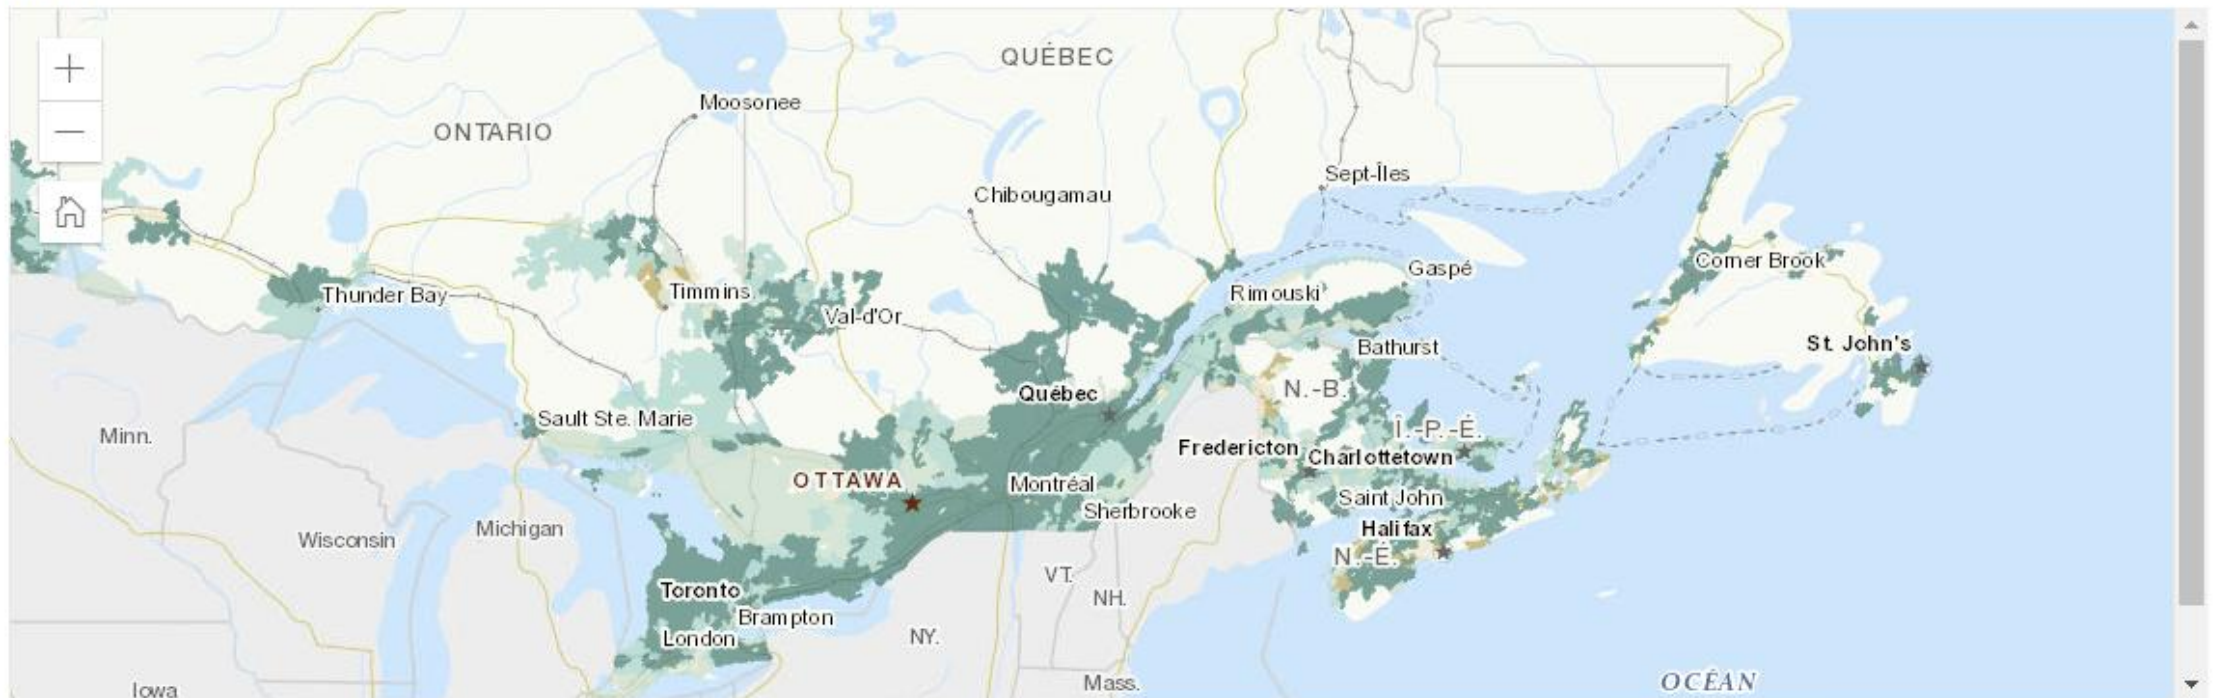 QUÉBEC
Moosonee
ONTARIO
Sept-Îles
Chibougamau
Corner Brook
Gaspé
Timmins
Rimouski
Thunder Bay
Val-d'Or
St. John's
Bathurst
N.-B.
Québec
Sault Ste. Marie
Î.-P.-É.
Minn.
Fredericton
Charlottetown
OTTAWA
Montréal
Saint John
Sherbrooke
Michigan
Halifax
Wisconsin
N.-É.
VT.
Toronto
NH.
Brampton
London
NY.
Mass.
OCÉAN
Iowa